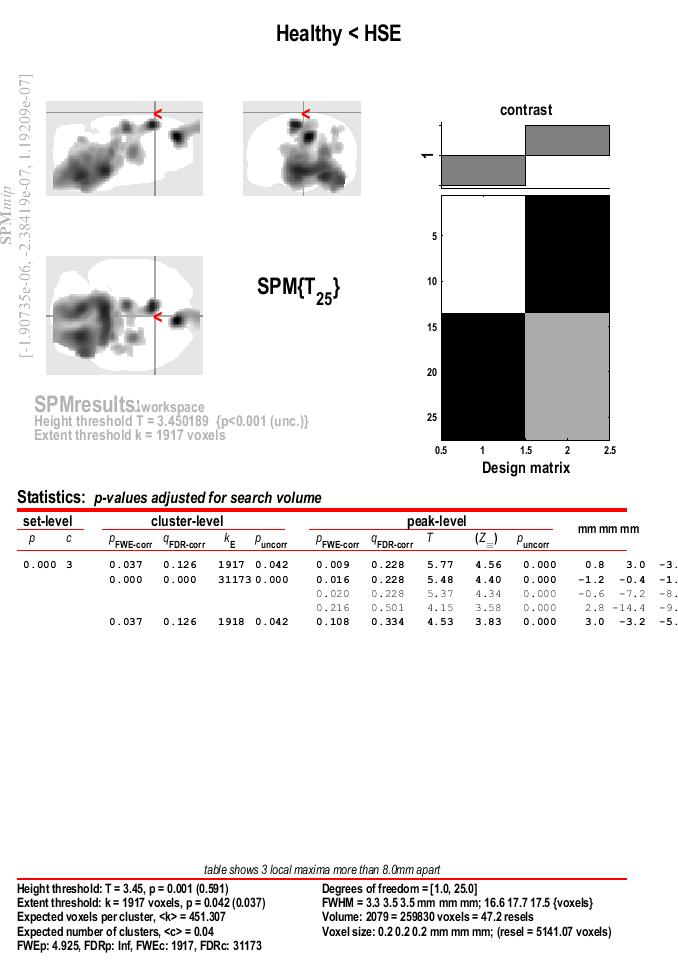 Healthy < HSE
SPMmip
[-1.90735e-06, -2.38419e-07, 1.19209e-07]
<
<
<
SPM{T25}
contrast
1
5
10
15
20
25
0.5 1 1.5 2 2.5
Design matrix
SPMresults:.\workspace
Height threshold T = 3.450189 {p<0.001 (unc.)}
Extent threshold k = 1917 voxels
Statistics: p-values adjusted for search volume
set-level cluster-level peak-level mm mm mm
p c pFWE-corr qFDR-corr kE puncorr pFWE-corr qFDR-corr T (Z≡) puncorr
0.000 3 0.037 0.126 1917 0.042 0.009 0.228 5.77 4.56 0.000 0.8 3.0 -3.
0.000 0.000 31173 0.000 0.016 0.228 5.48 4.40 0.000 -1.2 -0.4 -1.
0.020 0.228 5.37 4.34 0.000 -0.6 -7.2 -8.
0.216 0.501 4.15 3.58 0.000 2.8 -14.4 -9.
0.037 0.126 1918 0.042 0.108 0.334 4.53 3.83 0.000 3.0 -3.2 -5.
table shows 3 local maxima more than 8.0mm apart
Height threshold: T = 3.45, p = 0.001 (0.591)
Extent threshold: k = 1917 voxels, p = 0.042 (0.037)
Expected voxels per cluster, <k> = 451.307
Expected number of clusters, <c> = 0.04
FWEp: 4.925, FDRp: Inf, FWEc: 1917, FDRc: 31173
Degrees of freedom = [1.0, 25.0]
FWHM = 3.3 3.5 3.5 mm mm mm; 16.6 17.7 17.5 {voxels}
Volume: 2079 = 259830 voxels = 47.2 resels
Voxel size: 0.2 0.2 0.2 mm mm mm; (resel = 5141.07 voxels)